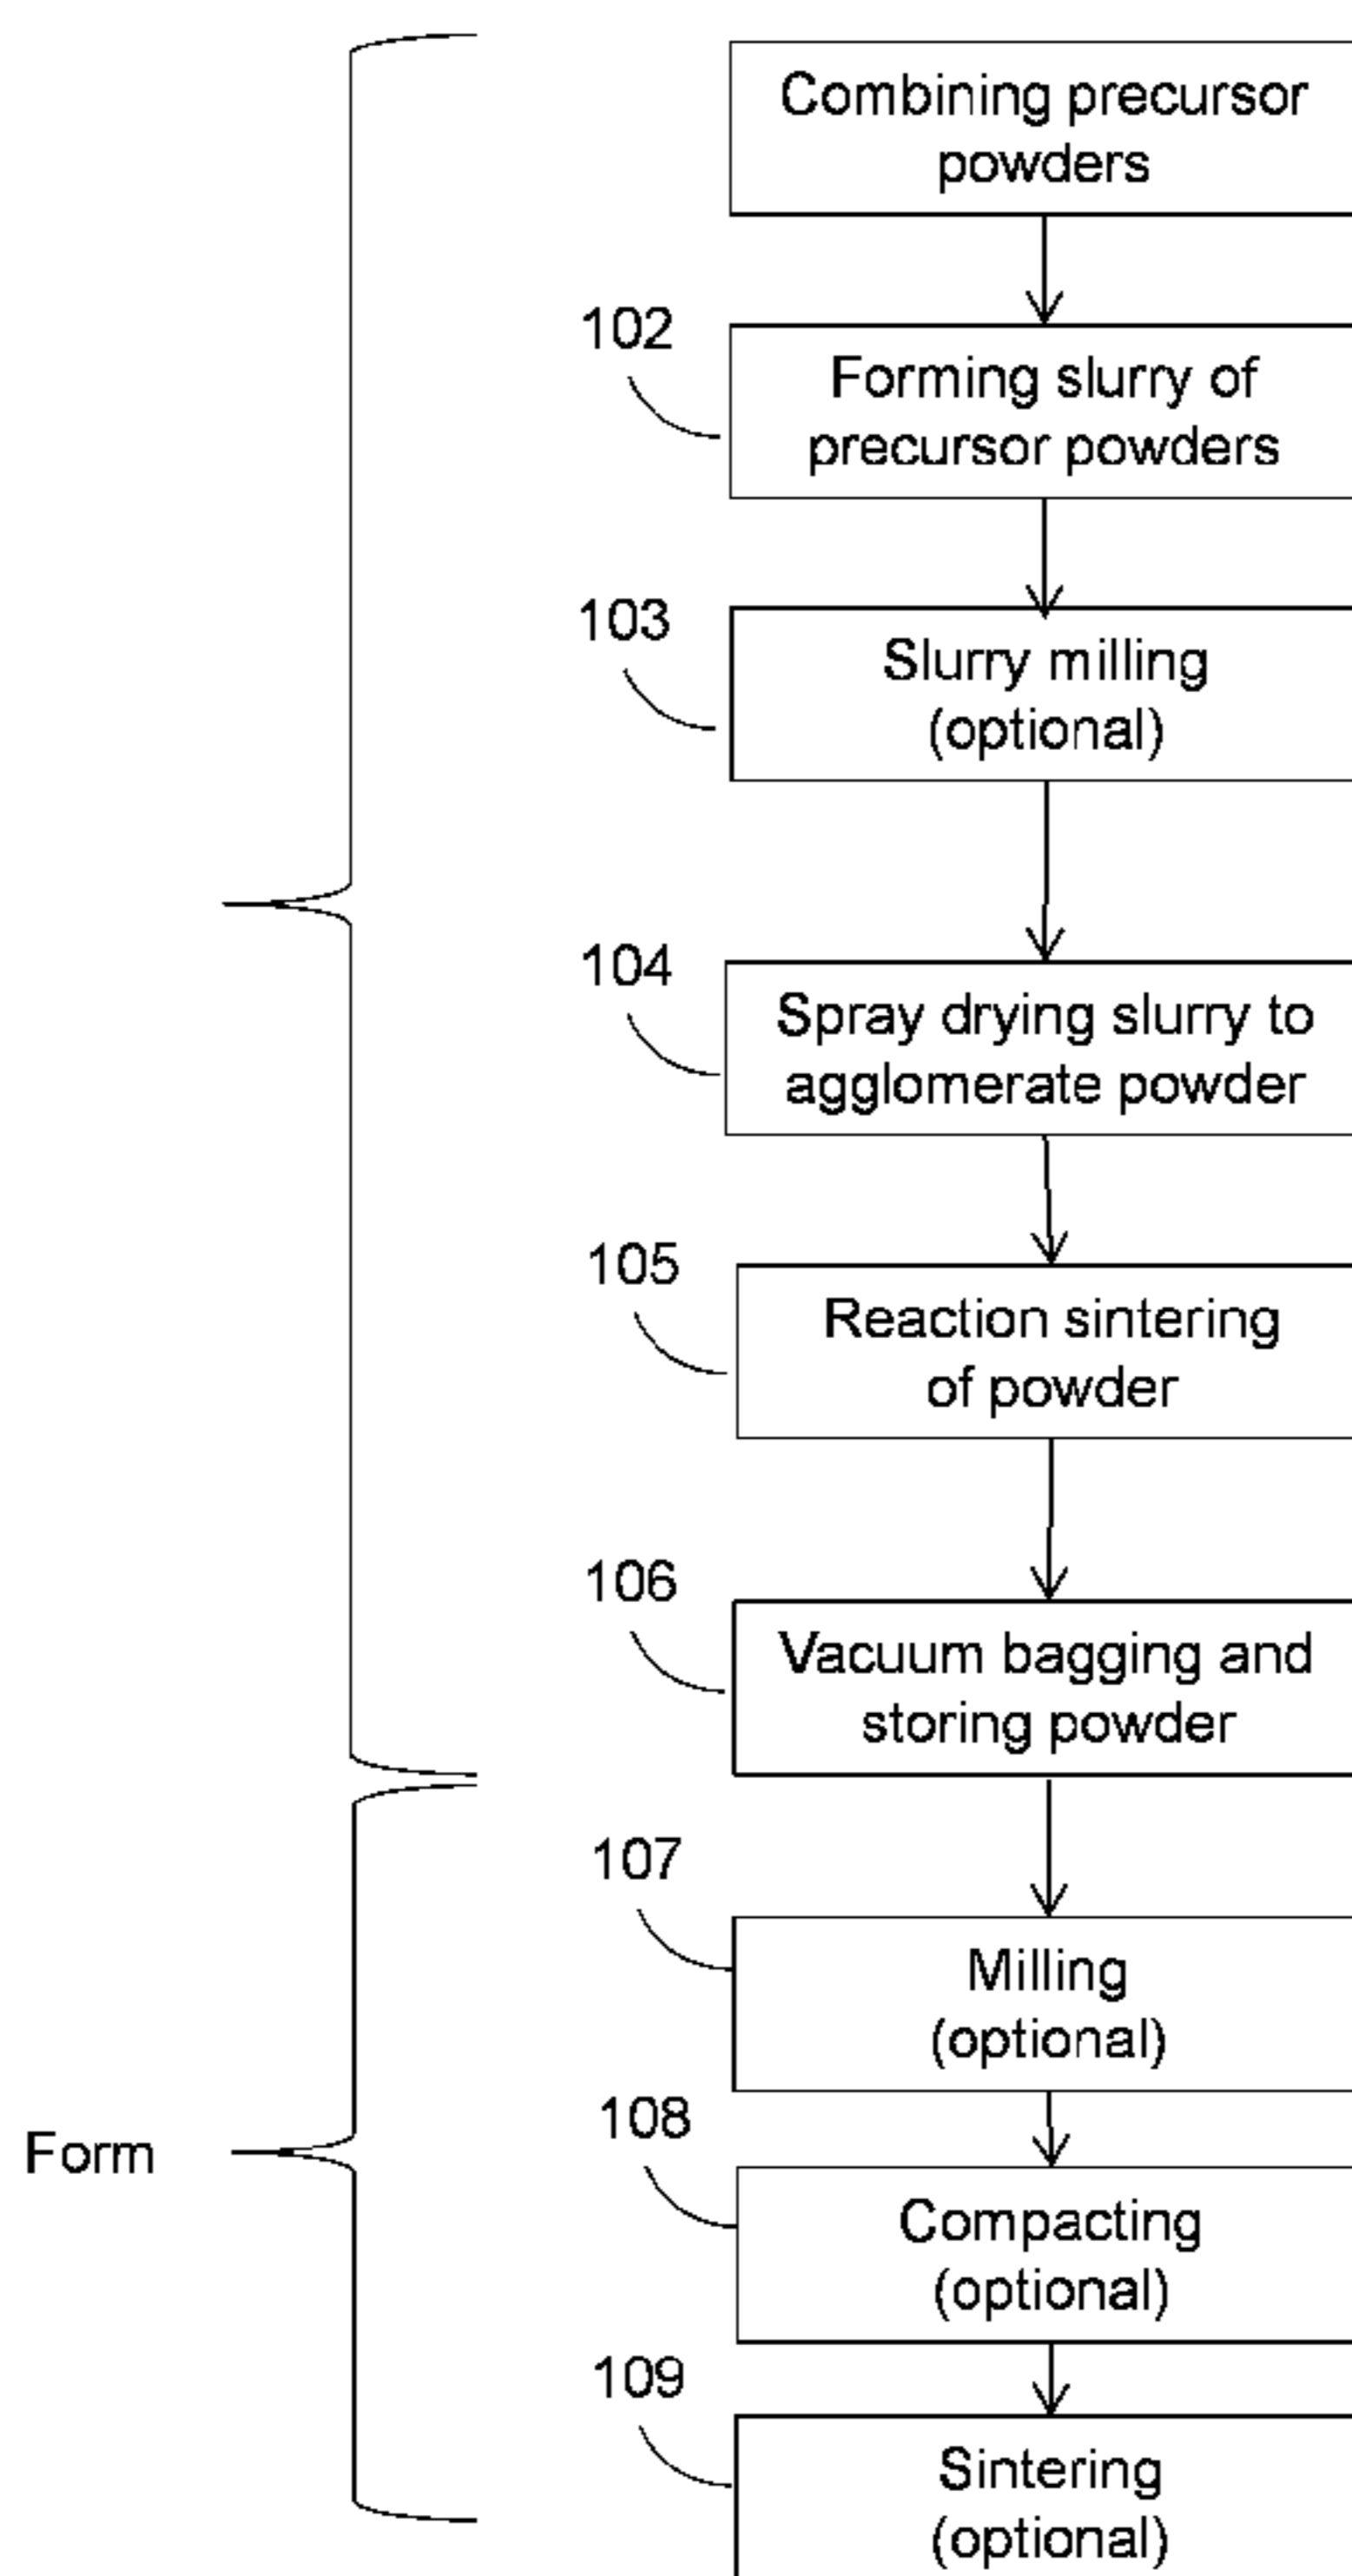 Combining precursor
powders
102
Forming slurry of
precursor powders
103
Slurry milling
(optional)
104
Spray drying slurry to
agglomerate powder
105
Reaction sintering
of powder
106
Vacuum bagging and
storing powder
107
Milling
(optional)
Form
108
Compacting
(optional)
109
Sintering
(optional)